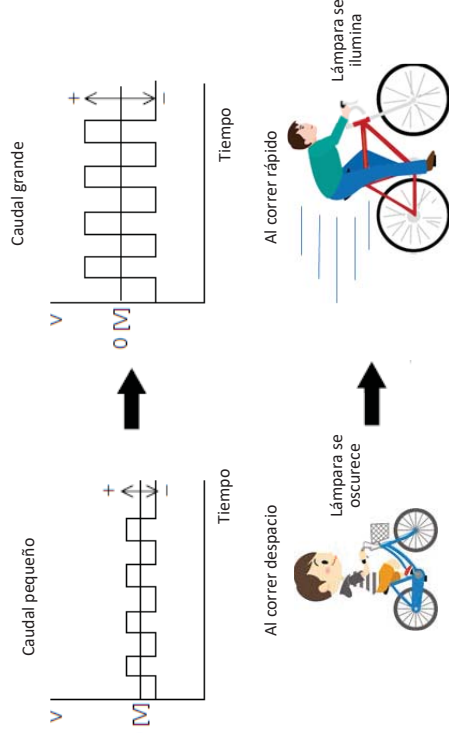 Caudal pequeño
V
+
[V]
−
Tiempo
Caudal grande
V
+
0 [V]
−
Tiempo
Al correr despacio
Lámpara se
oscurece
Al correr rápido
Lámpara se
ilumina